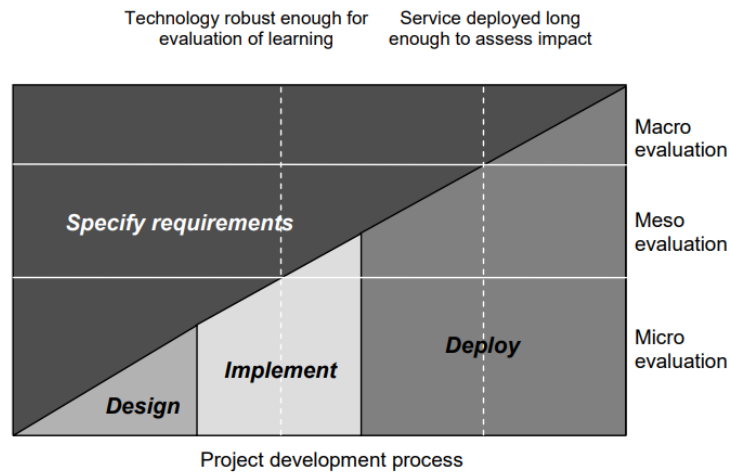 Technology robust enough for
evaluation of learning
Service deployed long
enough to assess impact
Macro
evaluation
Specify requirements
Meso
evaluation
Micro
evaluation
Deploy
Implement
Design
Project development process